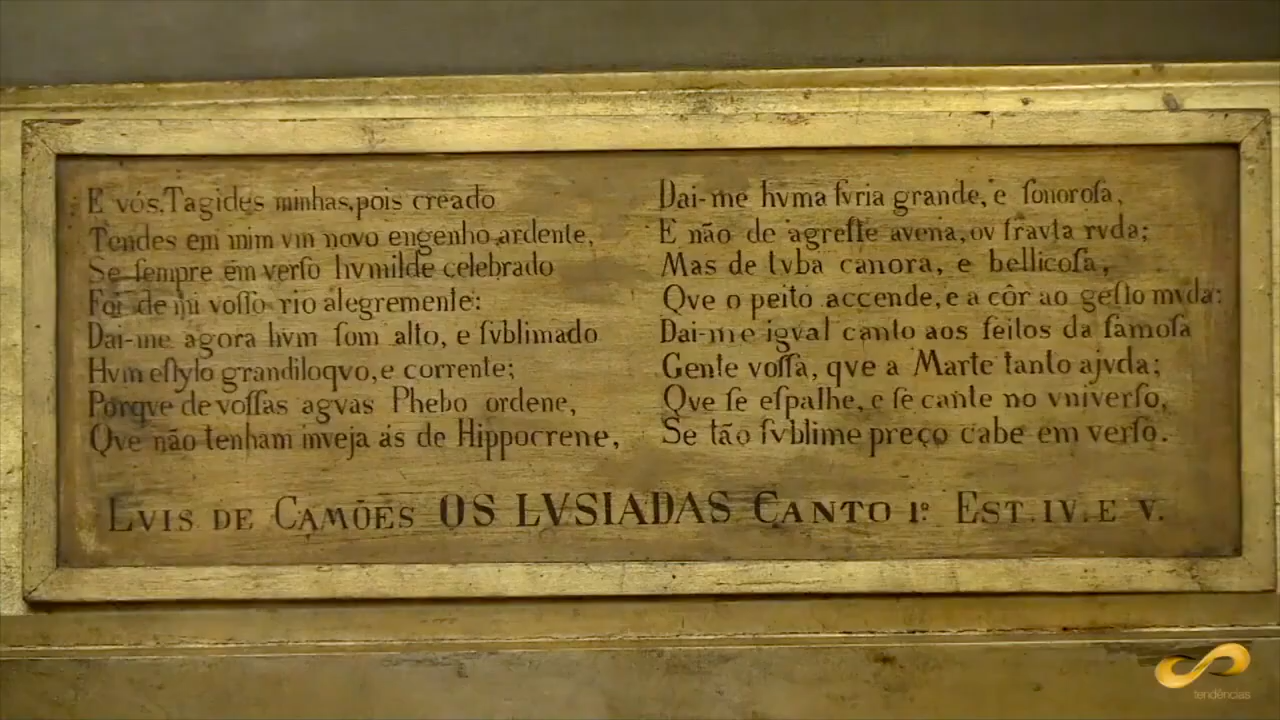 E vós, Tagides minhas, pois creado
Tendes em mim vm novo engenho ardente,
Se ſempre em verſo hvmilde celebrado
Foi de mi voſſo rio alegremente:
Dai-me agora hvm ſom alto, e ſvblimado
Hvm eſtylo grandiloqvo, e corrente;
Porqve de voſſas agvas Phebo ordene,
Qve não tenham inveja ás de Hippocrene,
Dai-me hvma fvria grande, e ſonoroſa,
E não de agreſte avena, ov fravta rvda;
Mas de tvba canora, e bellicoſa,
Qve o peito accende, e a côr ao geſto mvda:
Dai-me igval canto aos feitos da famoſa
Gente voſſa, qve a Marte tanto ajvda;
Qve ſe eſpalhe, e ſe cante no vniverſo,
Se tão ſvblime preço cabe em verſo.
LVIS DE CAMÕES OS LVSIADAS CANTO 1º EST. IV. E V.
tendências